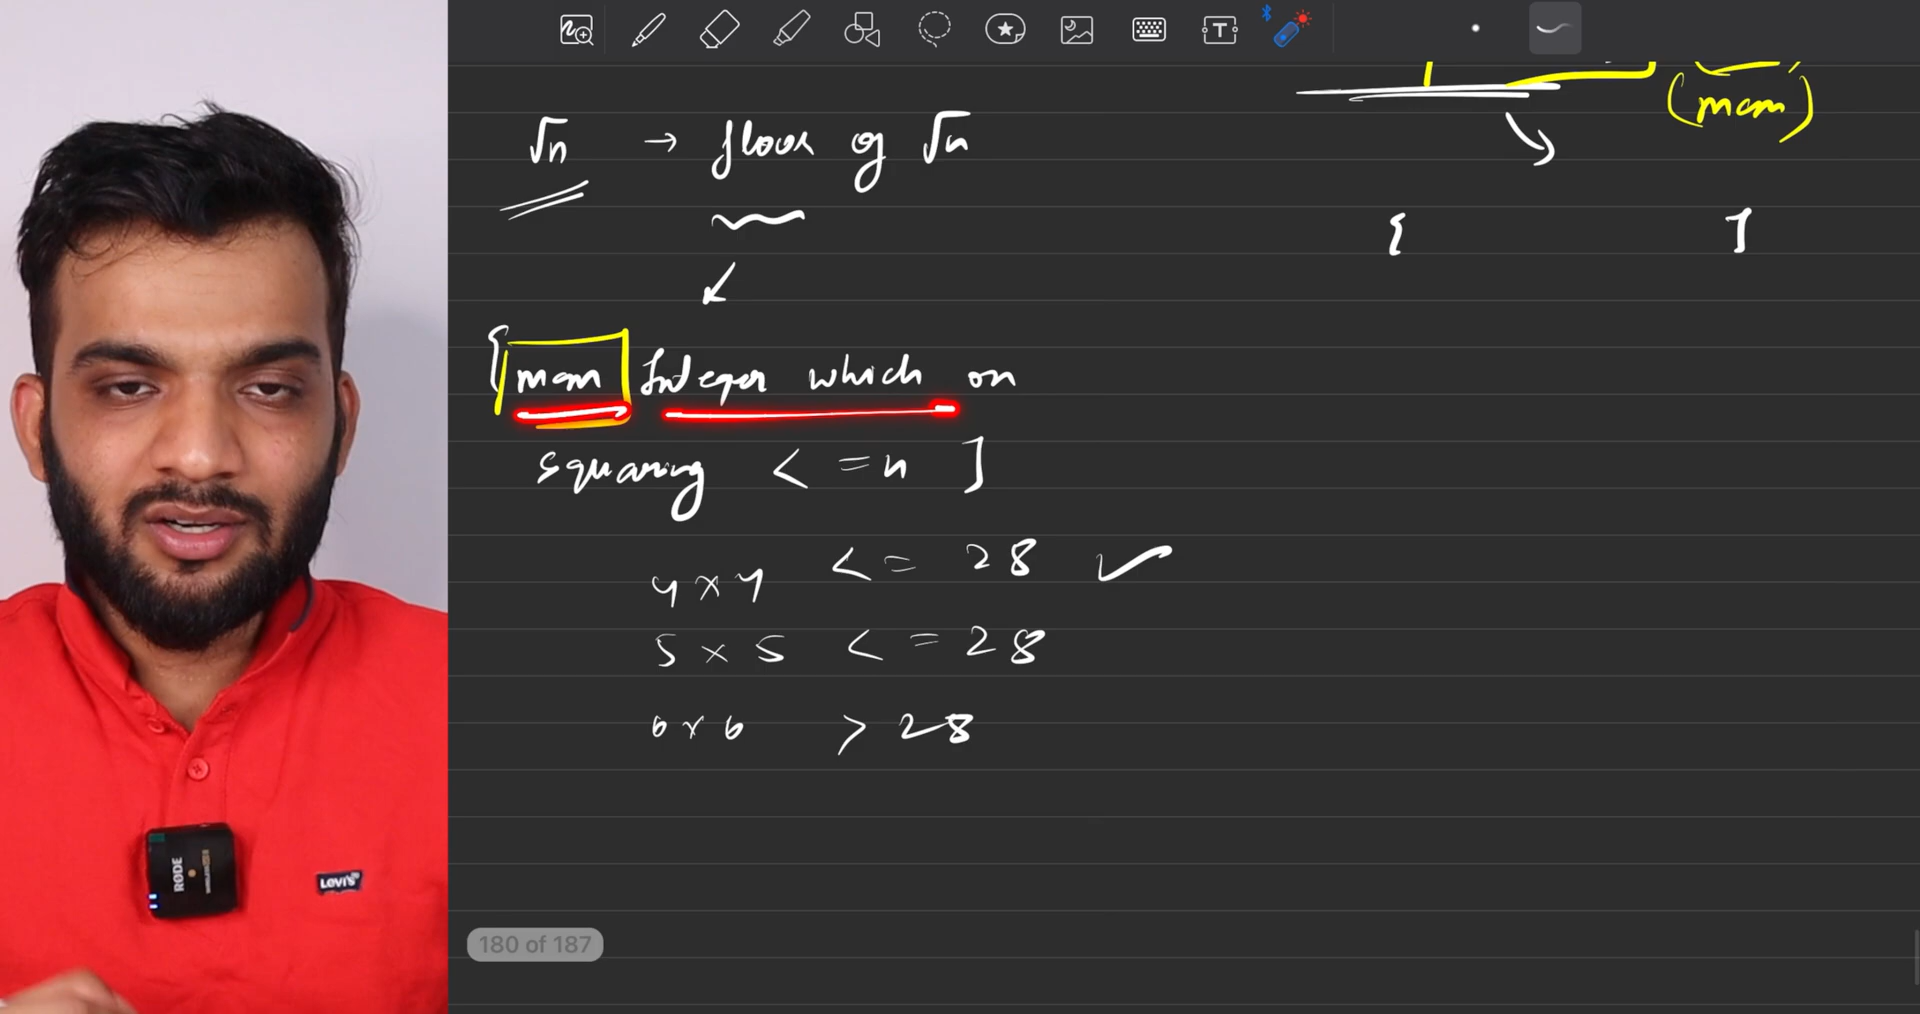 (max)
√n → floor of √n
[ ]
[max Integer which on
squaring < = n ]
4 × 4 < = 28 ✓
5 × 5 < = 28
6 × 6 > 28
RODE
Levi's
180 of 187